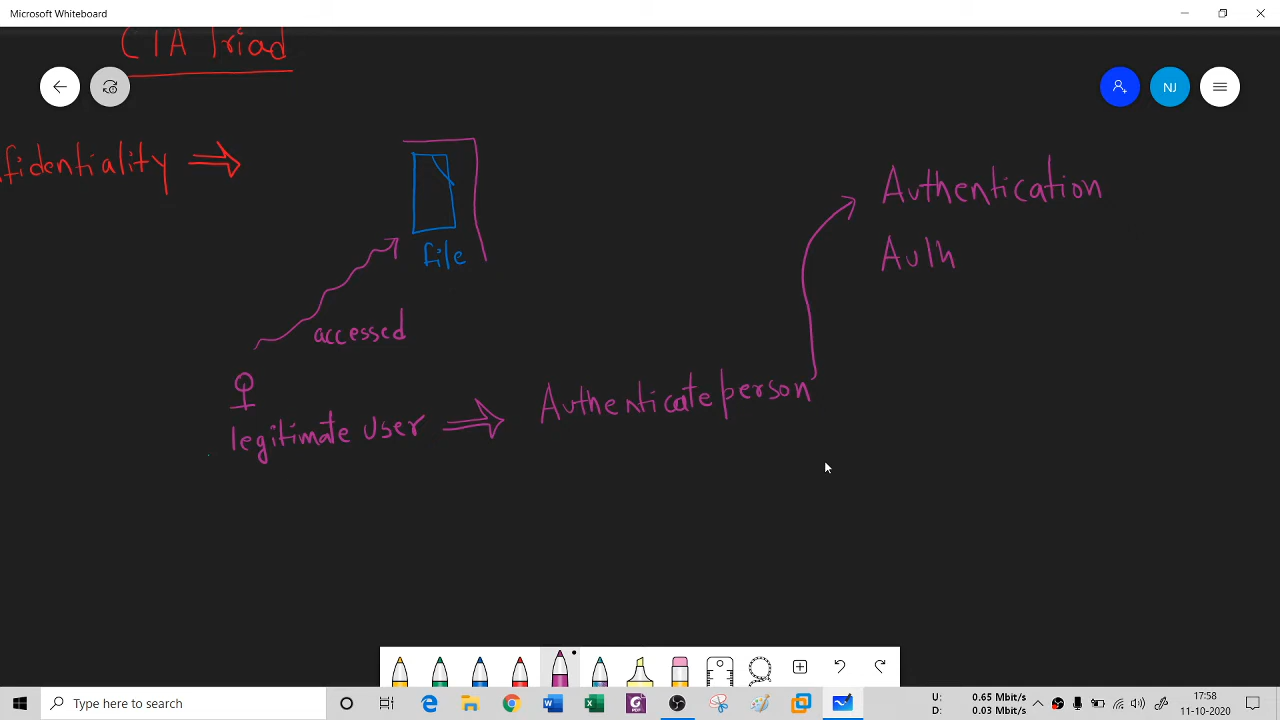 Microsoft Whiteboard
CIA Triad
NJ
fidentiality ⇒
file
accessed
Authentication
Auth
legitimate user ⇒ Authenticate person
Type here to search
U: 0.65 Mbit/s
D: 0.03 Mbit/s
17:58
11-10-2020